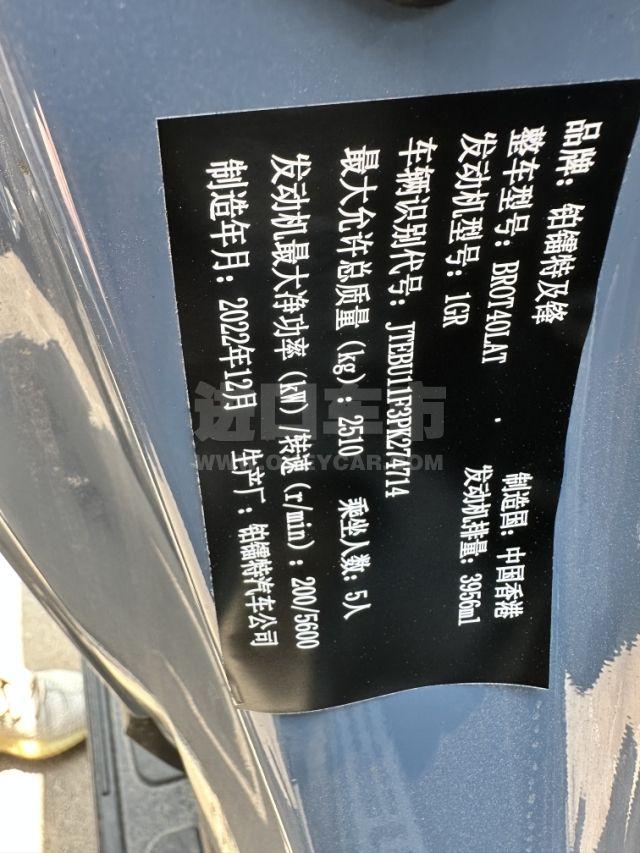 品牌：铂镭特及锋
整车型号：BROT40LAT . 制造国：中国香港
发动机型号：1GR 发动机排量：3956ml
车辆识别代号：JTEBU11F3PK274714
最大允许总质量（kg）：2510 乘坐人数：5人
发动机最大净功率（kW）/转速（r/min）：200/5600
制造年月：2022年12月 生产厂：铂镭特汽车公司
进口车市
WWW.OKEYCAR.COM